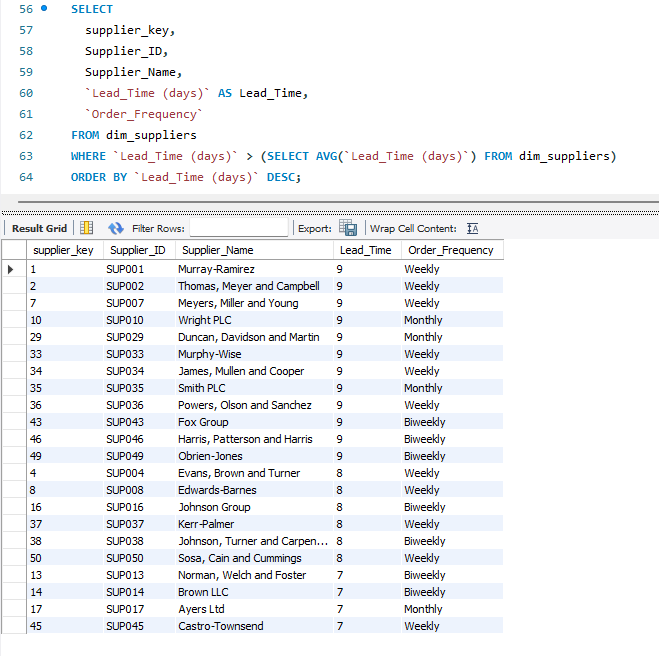 56 SELECT
57 supplier_key,
58 Supplier_ID,
59 Supplier_Name,
60 `Lead_Time (days)` AS Lead_Time,
61 `Order_Frequency`
62 FROM dim_suppliers
63 WHERE `Lead_Time (days)` > (SELECT AVG(`Lead_Time (days)`) FROM dim_suppliers)
64 ORDER BY `Lead_Time (days)` DESC;
Result Grid Filter Rows: Export: Wrap Cell Content: IA
supplier_key Supplier_ID Supplier_Name Lead_Time Order_Frequency
1 SUP001 Murray-Ramirez 9 Weekly
2 SUP002 Thomas, Meyer and Campbell 9 Weekly
7 SUP007 Meyers, Miller and Young 9 Weekly
10 SUP010 Wright PLC 9 Monthly
29 SUP029 Duncan, Davidson and Martin 9 Monthly
33 SUP033 Murphy-Wise 9 Weekly
34 SUP034 James, Mullen and Cooper 9 Weekly
35 SUP035 Smith PLC 9 Monthly
36 SUP036 Powers, Olson and Sanchez 9 Weekly
43 SUP043 Fox Group 9 Biweekly
46 SUP046 Harris, Patterson and Harris 9 Biweekly
49 SUP049 Obrien-Jones 9 Biweekly
4 SUP004 Evans, Brown and Turner 8 Weekly
8 SUP008 Edwards-Barnes 8 Weekly
16 SUP016 Johnson Group 8 Biweekly
37 SUP037 Kerr-Palmer 8 Weekly
38 SUP038 Johnson, Turner and Carpen... 8 Biweekly
50 SUP050 Sosa, Cain and Cummings 8 Weekly
13 SUP013 Norman, Welch and Foster 7 Biweekly
14 SUP014 Brown LLC 7 Biweekly
17 SUP017 Ayers Ltd 7 Monthly
45 SUP045 Castro-Townsend 7 Weekly